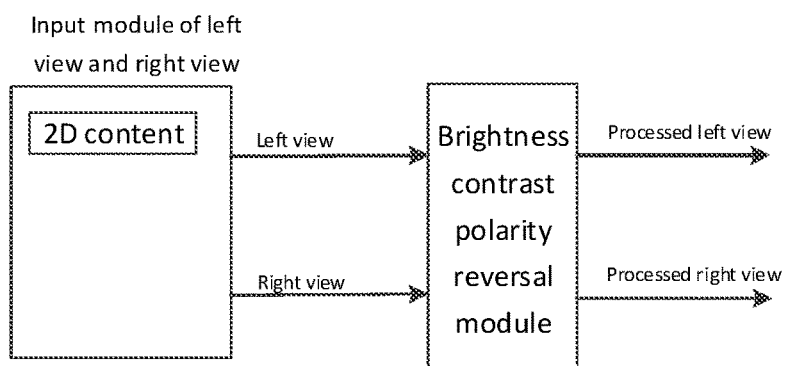 Input module of left
view and right view
2D content
Left view
Right view
Brightness
contrast
polarity
reversal
module
Processed left view
Processed right view